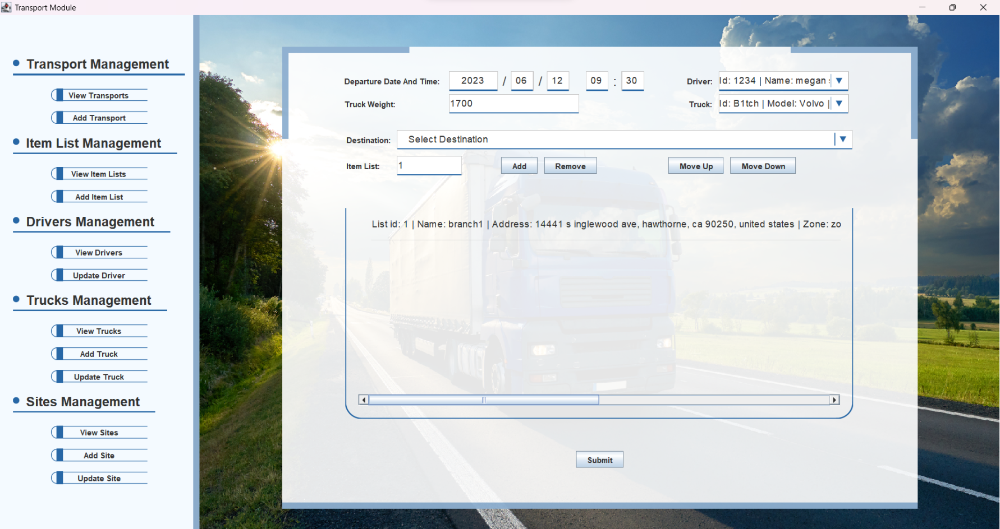 Transport Module
Transport Management
View Transports
Add Transport
Item List Management
View Item Lists
Add Item List
Drivers Management
View Drivers
Update Driver
Trucks Management
View Trucks
Add Truck
Update Truck
Sites Management
View Sites
Add Site
Update Site
Departure Date And Time: 2023 / 06 / 12 09 : 30 Driver: Id: 1234 | Name: megan
Truck Weight: 1700 Truck: Id: B1tch | Model: Volvo |
Destination: Select Destination
Item List: 1 Add Remove Move Up Move Down
List id: 1 | Name: branch1 | Address: 14441 s inglewood ave, hawthorne, ca 90250, united states | Zone: zo
Submit